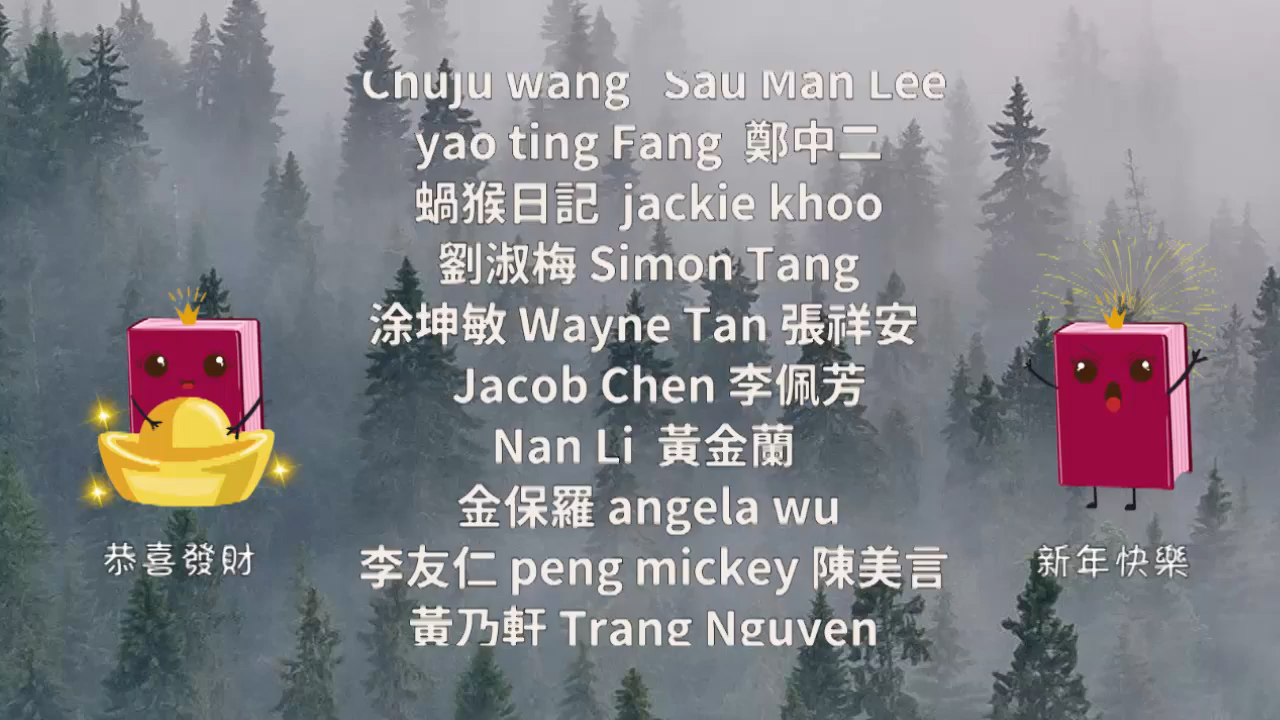 Chuju wang Sau Man Lee
yao ting Fang 鄭中二
蝸猴日記 jackie khoo
劉淑梅 Simon Tang
涂坤敏 Wayne Tan 張祥安
Jacob Chen 李佩芳
Nan Li 黃金蘭
金保羅 angela wu
李友仁 peng mickey 陳美言
黃乃軒 Trang Nguyen
恭喜發財
新年快樂